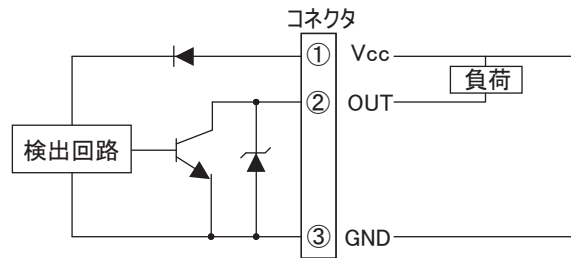 コネクタ
① Vcc
負荷
② OUT
検出回路
③ GND